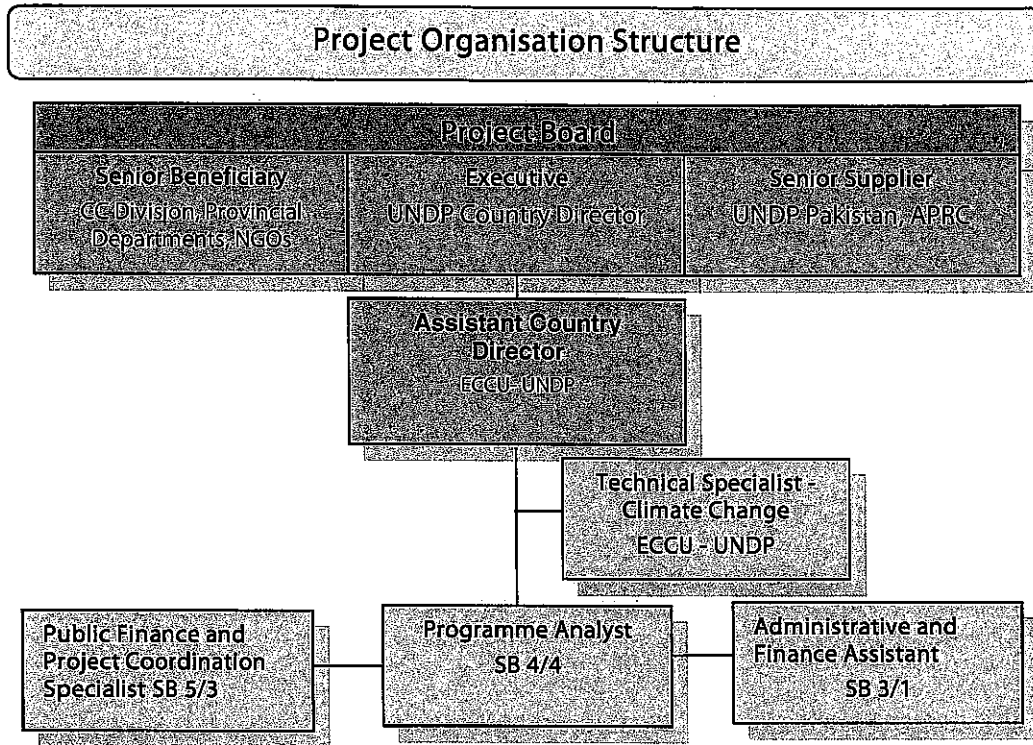 Project Organisation Structure
Project Board
Senior Beneficiary
CC Division, Provincial
Departments, NGOs
Executive
UNDP Country Director
Senior Supplier
UNDP Pakistan, APRC
Assistant Country
Director
ECCU-UNDP
Technical Specialist -
Climate Change
ECCU - UNDP
Public Finance and
Project Coordination
Specialist SB 5/3
Programme Analyst
SB 4/4
Administrative and
Finance Assistant
SB 3/1